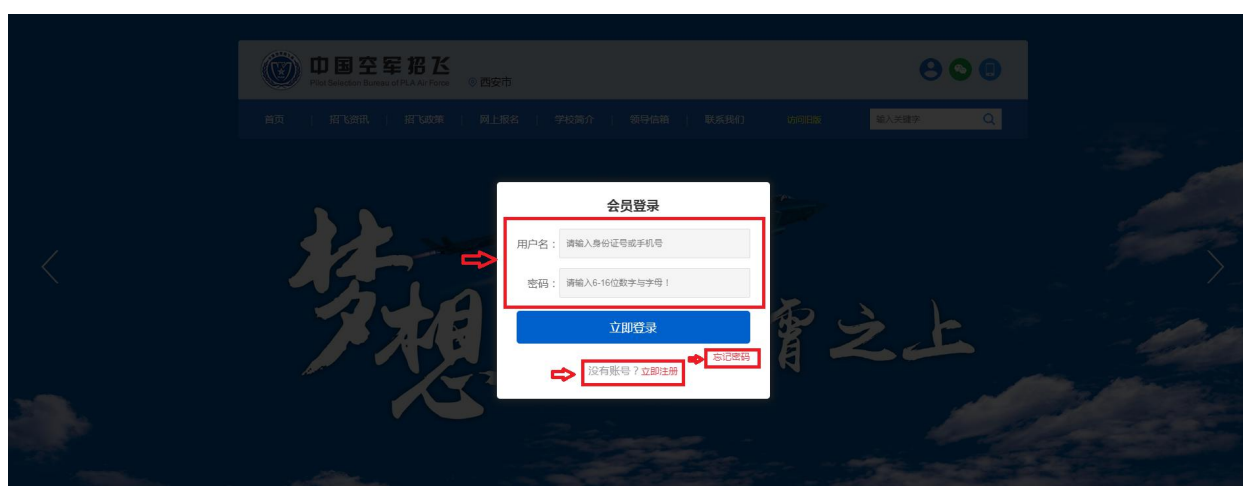 中国空军招飞
Pilot Selection Bureau of PLA Air Force
西安市
首页 | 招飞资讯 | 招飞政策 | 网上报名 | 学校简介 | 领导信箱 | 联系我们 访问旧版 输入关键字
会员登录
用户名： 请输入身份证号或手机号
密码： 请输入6-16位数字与字母！
立即登录
忘记密码
没有账号？立即注册
梦想
霄之上